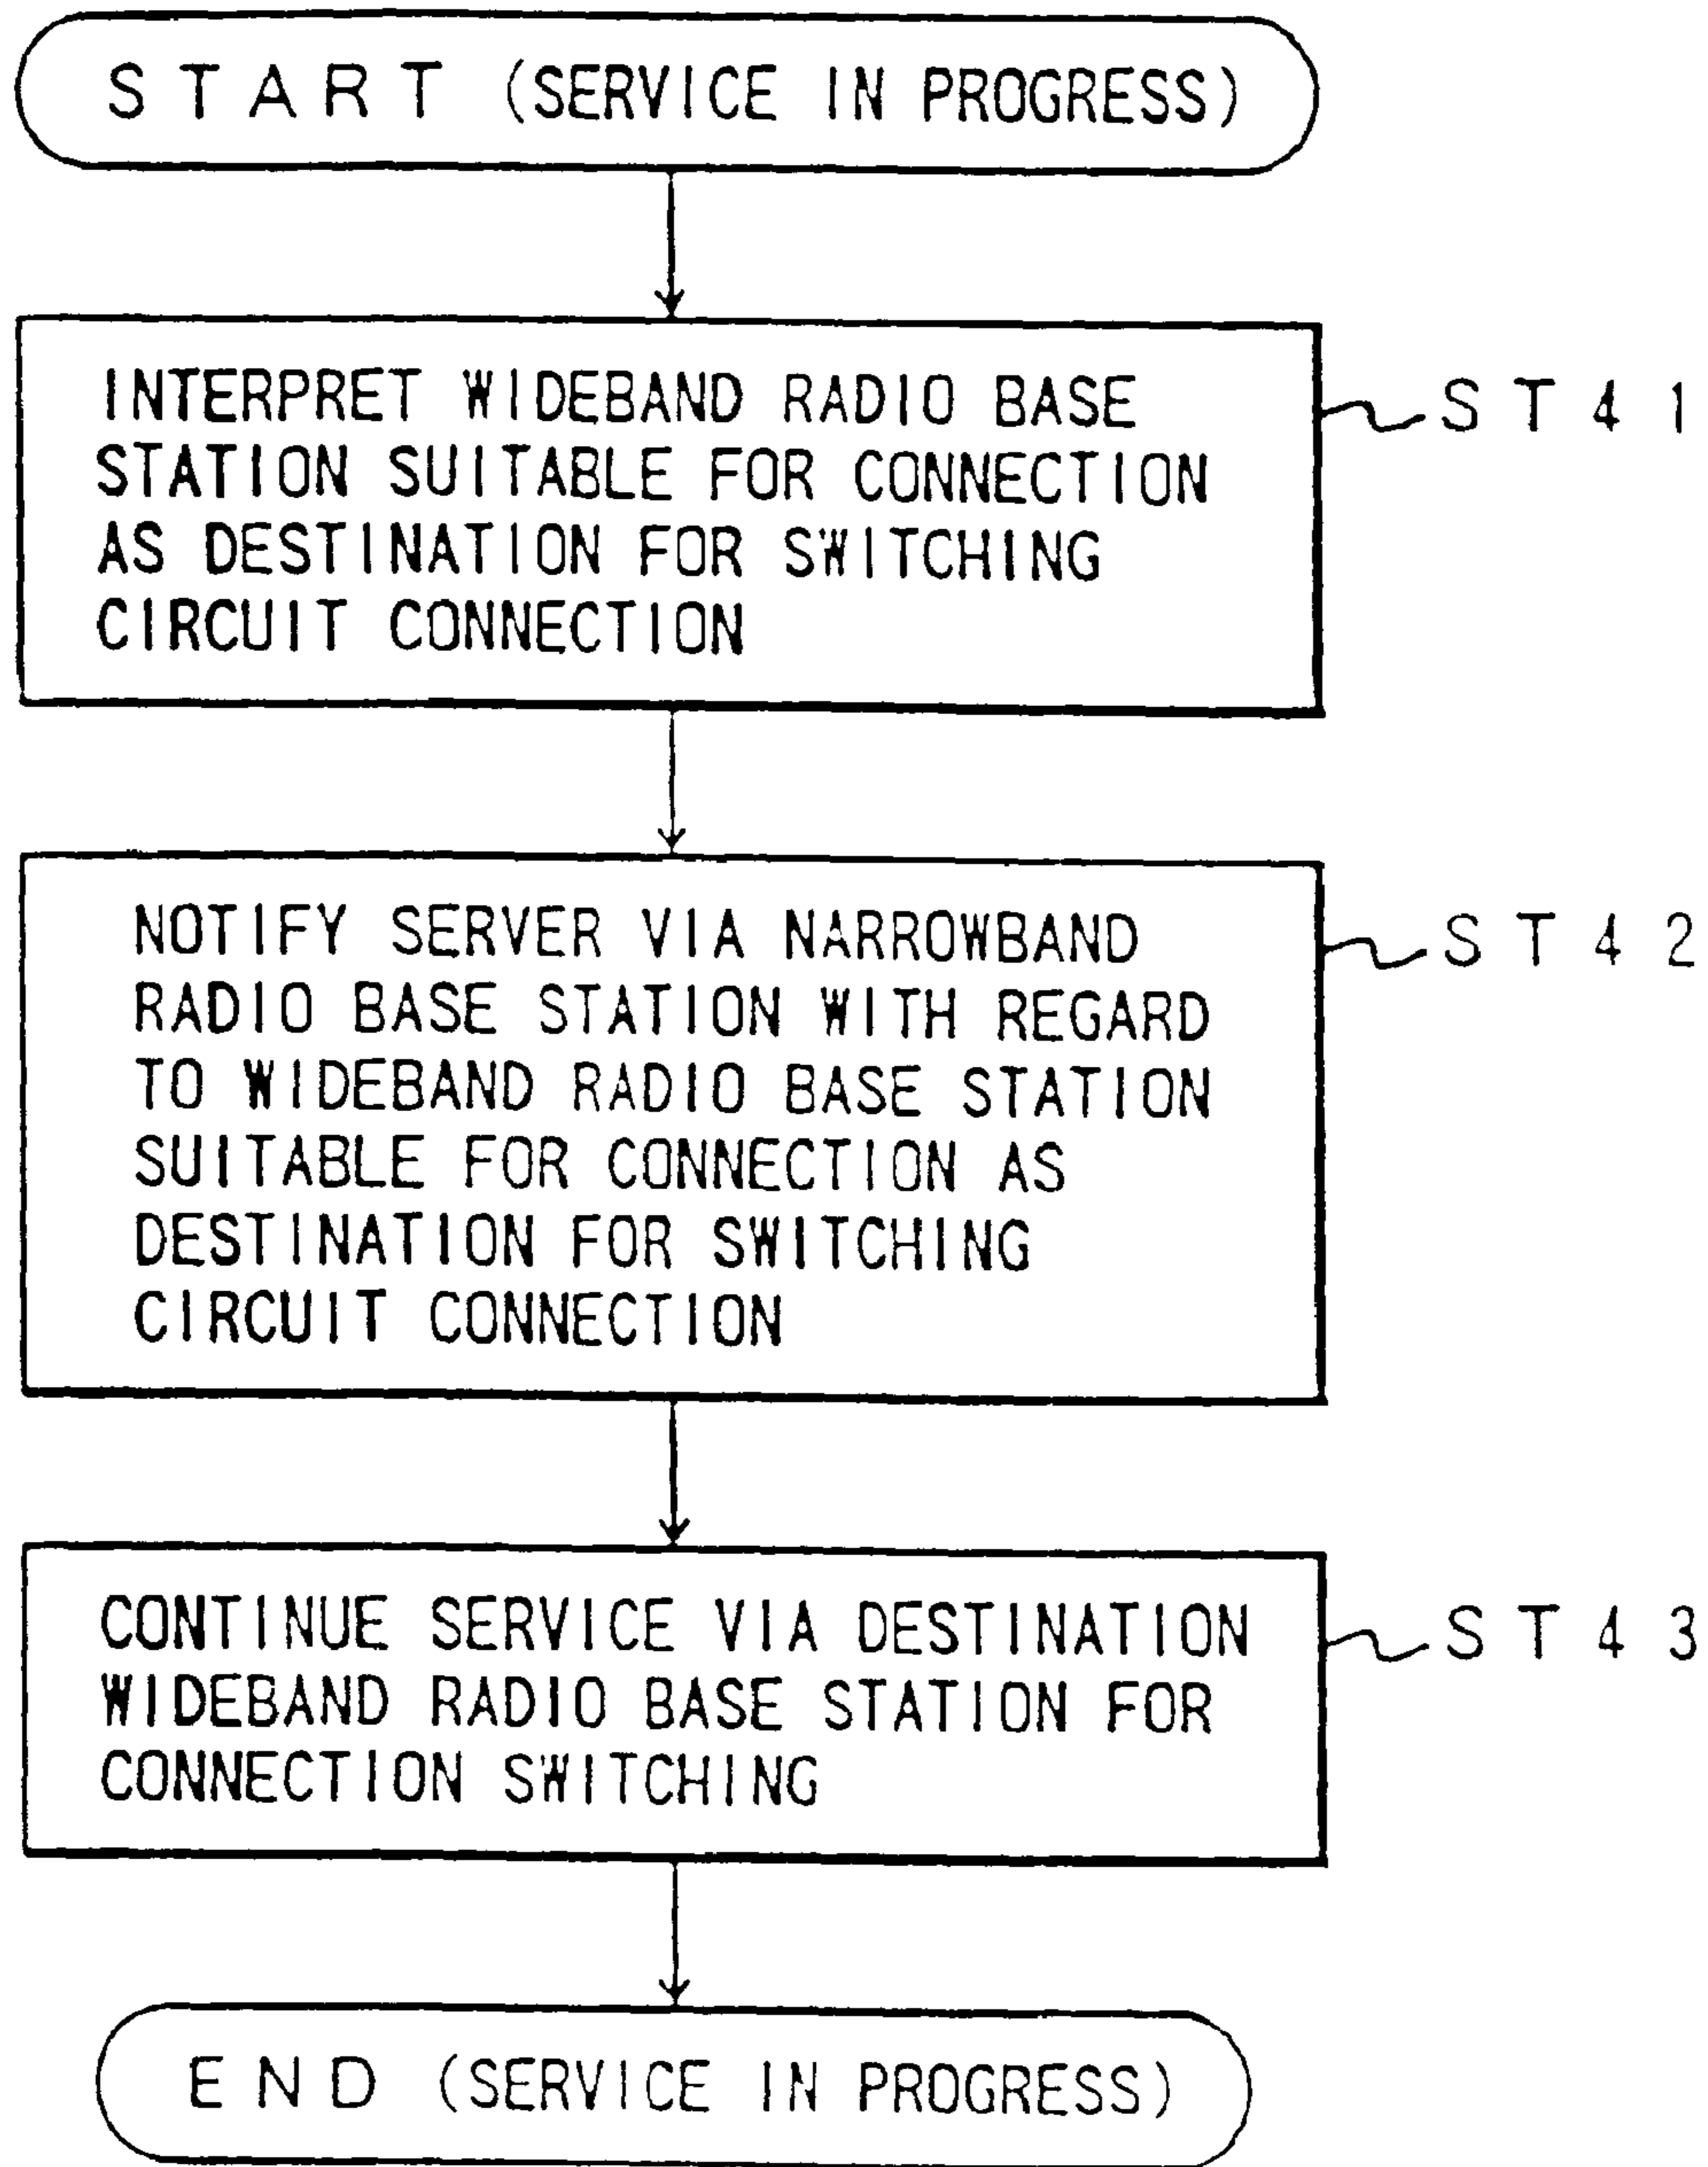 START (SERVICE IN PROGRESS)
INTERPRET WIDEBAND RADIO BASE
STATION SUITABLE FOR CONNECTION
AS DESTINATION FOR SWITCHING
CIRCUIT CONNECTION
ST41
NOTIFY SERVER VIA NARROWBAND
RADIO BASE STATION WITH REGARD
TO WIDEBAND RADIO BASE STATION
SUITABLE FOR CONNECTION AS
DESTINATION FOR SWITCHING
CIRCUIT CONNECTION
ST42
CONTINUE SERVICE VIA DESTINATION
WIDEBAND RADIO BASE STATION FOR
CONNECTION SWITCHING
ST43
END (SERVICE IN PROGRESS)